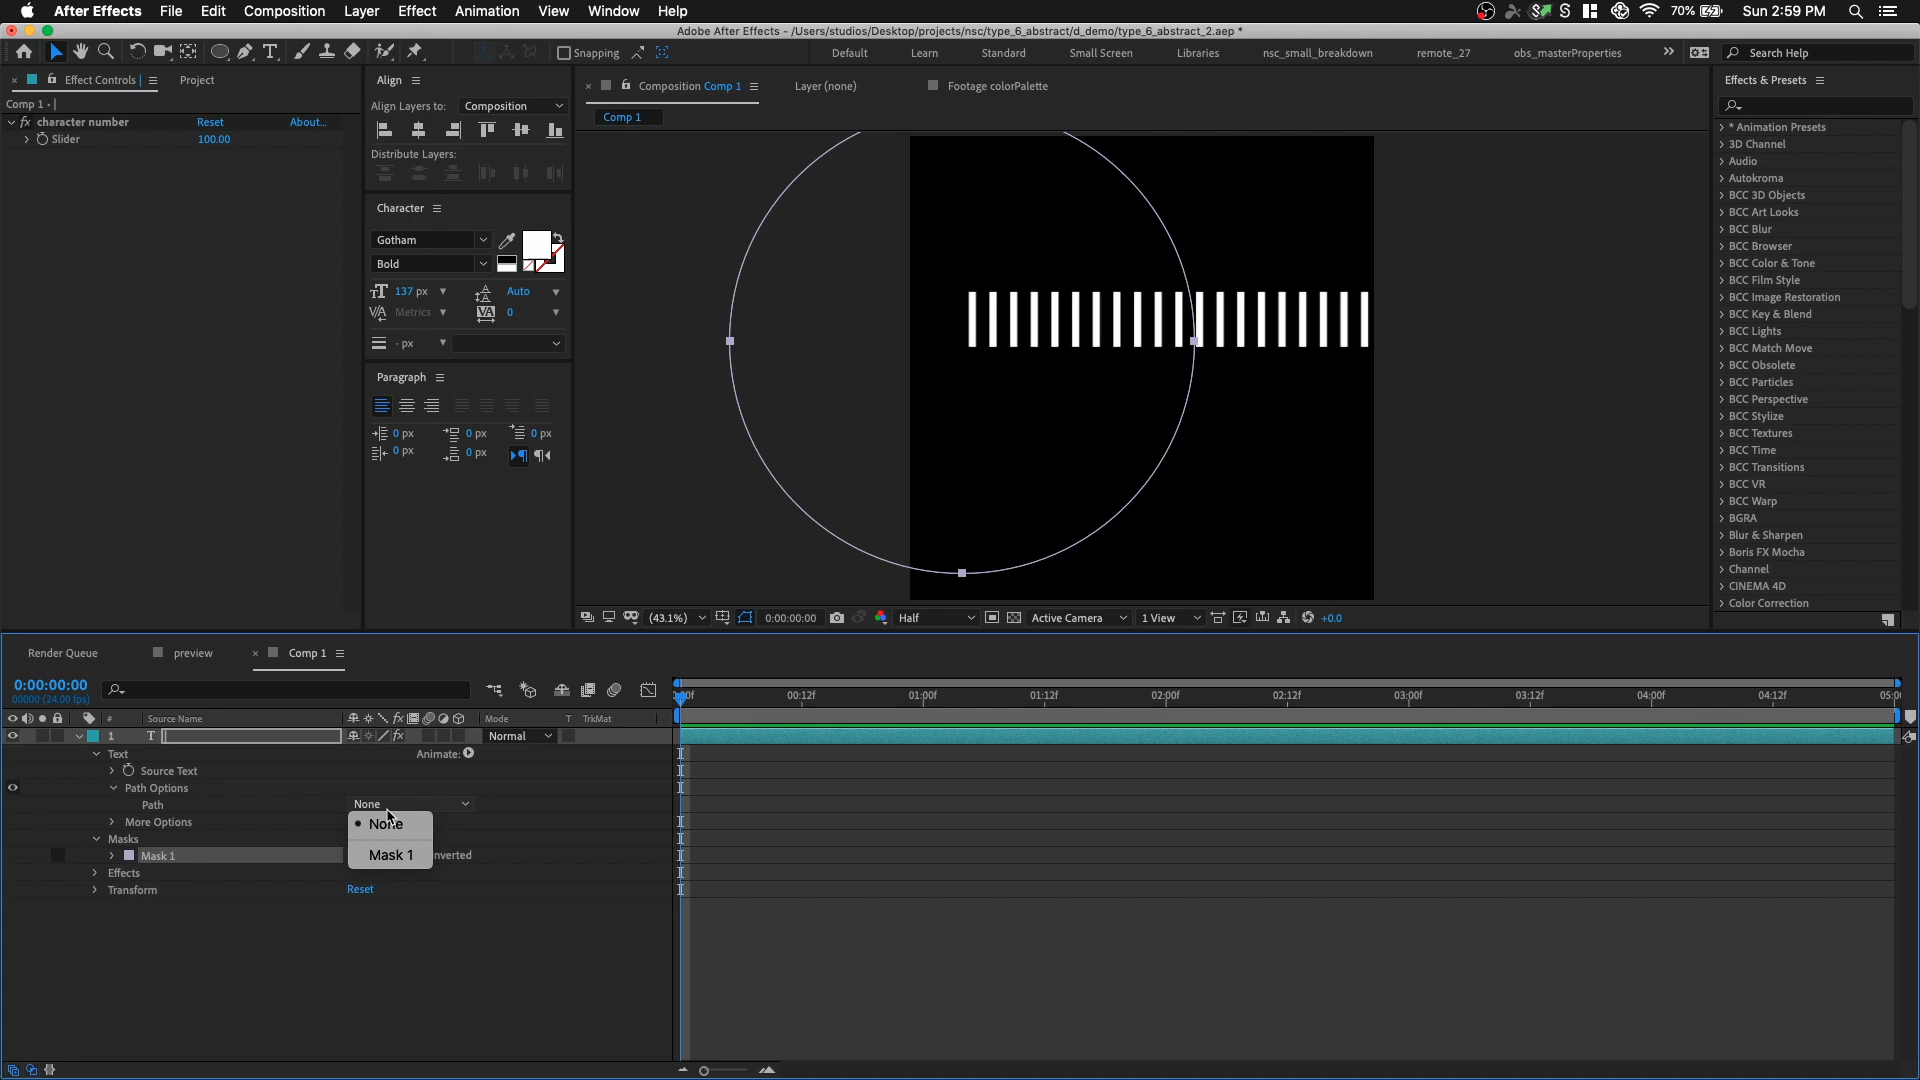 After Effects File Edit Composition Layer Effect Animation View Window Help 70% Sun 2:59 PM
Adobe After Effects - /Users/studios/Desktop/projects/nsc/type_6_abstract/d_demo/type_6_abstract_2.aep *
Snapping Default Learn Standard Small Screen Libraries nsc_small_breakdown remote_27 obs_masterProperties Search Help
Effect Controls Project
Comp 1 •
character number Reset About...
Slider 100.00
Align
Align Layers to: Composition
Distribute Layers:
Character
Gotham
Bold
137 px Auto
Metrics 0
- px
Paragraph
0 px 0 px 0 px
0 px 0 px
Composition Comp 1 Layer (none) Footage colorPalette
Comp 1
(43.1%) 0:00:00:00 Half Active Camera 1 View +0.0
Effects & Presets
* Animation Presets
3D Channel
Audio
Autokroma
BCC 3D Objects
BCC Art Looks
BCC Blur
BCC Browser
BCC Color & Tone
BCC Film Style
BCC Image Restoration
BCC Key & Blend
BCC Lights
BCC Match Move
BCC Obsolete
BCC Particles
BCC Perspective
BCC Stylize
BCC Textures
BCC Time
BCC Transitions
BCC VR
BCC Warp
BGRA
Blur & Sharpen
Boris FX Mocha
Channel
CINEMA 4D
Color Correction
Render Queue preview Comp 1
0:00:00:00
00000 (24.00 fps)
00:12f 01:00f 01:12f 02:00f 02:12f 03:00f 03:12f 04:00f 04:12f
# Source Name Mode T TrkMat
1 T Normal
Text Animate:
Source Text
Path Options
Path None
More Options
None
Masks
Mask 1 Mask 1 nverted
Effects
Transform Reset